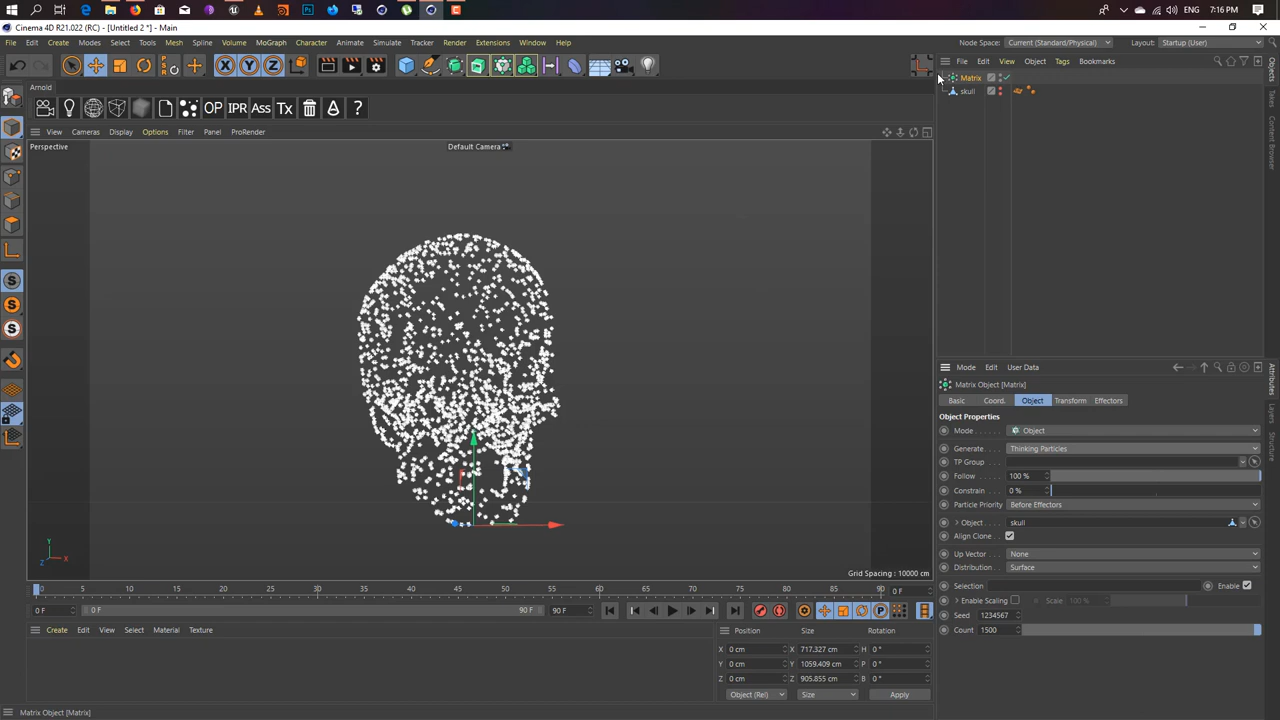 ENG 7:16 PM
Cinema 4D R21.022 (RC) - [Untitled 2 *] - Main
File Edit Create Modes Select Tools Mesh Spline Volume MoGraph Character Animate Simulate Tracker Render Extensions Window Help
Node Space: Current (Standard/Physical) Layout: Startup (User)
X Y Z
PSR
File Edit View Object Tags Bookmarks
Arnold
OP IPR Ass Tx ?
View Cameras Display Options Filter Panel ProRender
Perspective
Default Camera
Matrix
skull
Objects
Takes
Content Browser
Y
X
Z
Grid Spacing : 10000 cm
Mode Edit User Data
Matrix Object [Matrix]
Basic Coord. Object Transform Effectors
Object Properties
Mode Object
Generate Thinking Particles
TP Group
Follow 100 %
Constrain 0 %
Particle Priority Before Effectors
Object skull
Align Clone
Up Vector None
Distribution Surface
Selection Enable
Enable Scaling Scale 100 %
Seed 1234567
Count 1500
Attributes
Layers
Structure
0 5 10 15 20 25 30 35 40 45 50 55 60 65 70 75 80 85 90 0 F
0 F 0 F 90 F 90 F
Create Edit View Select Material Texture
Position Size Rotation
X 0 cm X 717.327 cm H 0 °
Y 0 cm Y 1059.409 cm P 0 °
Z 0 cm Z 905.855 cm B 0 °
Object (Rel) Size Apply
Matrix Object [Matrix]